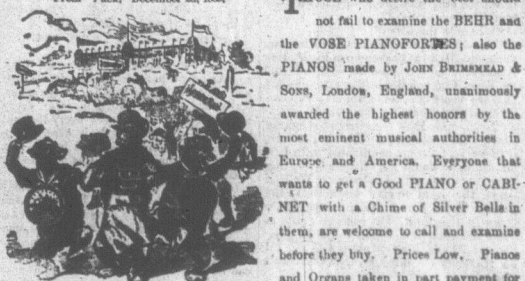 not fail to examine the BEHR and
the VOSE PIANOFORTES; also the
PIANOS made by JOHN BRIMSMEAD &
SONS, London, England, unanimously
awarded the highest honors by the
most eminent musical authorities in
Europe and America. Everyone that
wants to get a Good PIANO or CABI-
NET with a Chime of Silver Bells in
them, are welcome to call and examine
before they buy. Prices Low. Pianos
and Organs taken in part payment for